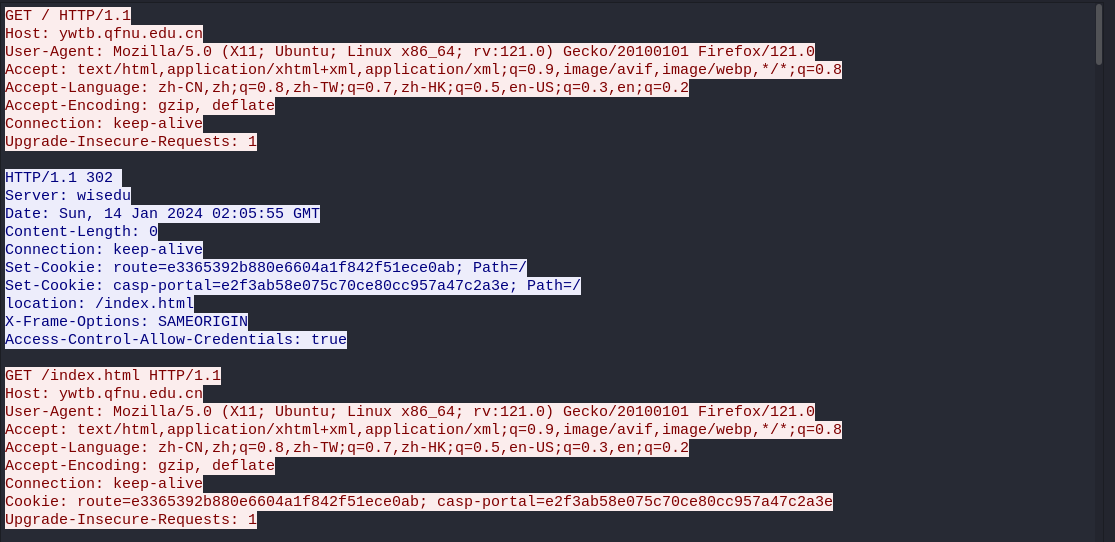 GET / HTTP/1.1
Host: ywtb.qfnu.edu.cn
User-Agent: Mozilla/5.0 (X11; Ubuntu; Linux x86_64; rv:121.0) Gecko/20100101 Firefox/121.0
Accept: text/html,application/xhtml+xml,application/xml;q=0.9,image/avif,image/webp,*/*;q=0.8
Accept-Language: zh-CN,zh;q=0.8,zh-TW;q=0.7,zh-HK;q=0.5,en-US;q=0.3,en;q=0.2
Accept-Encoding: gzip, deflate
Connection: keep-alive
Upgrade-Insecure-Requests: 1

HTTP/1.1 302
Server: wisedu
Date: Sun, 14 Jan 2024 02:05:55 GMT
Content-Length: 0
Connection: keep-alive
Set-Cookie: route=e3365392b880e6604a1f842f51ece0ab; Path=/
Set-Cookie: casp-portal=e2f3ab58e075c70ce80cc957a47c2a3e; Path=/
location: /index.html
X-Frame-Options: SAMEORIGIN
Access-Control-Allow-Credentials: true

GET /index.html HTTP/1.1
Host: ywtb.qfnu.edu.cn
User-Agent: Mozilla/5.0 (X11; Ubuntu; Linux x86_64; rv:121.0) Gecko/20100101 Firefox/121.0
Accept: text/html,application/xhtml+xml,application/xml;q=0.9,image/avif,image/webp,*/*;q=0.8
Accept-Language: zh-CN,zh;q=0.8,zh-TW;q=0.7,zh-HK;q=0.5,en-US;q=0.3,en;q=0.2
Accept-Encoding: gzip, deflate
Connection: keep-alive
Cookie: route=e3365392b880e6604a1f842f51ece0ab; casp-portal=e2f3ab58e075c70ce80cc957a47c2a3e
Upgrade-Insecure-Requests: 1